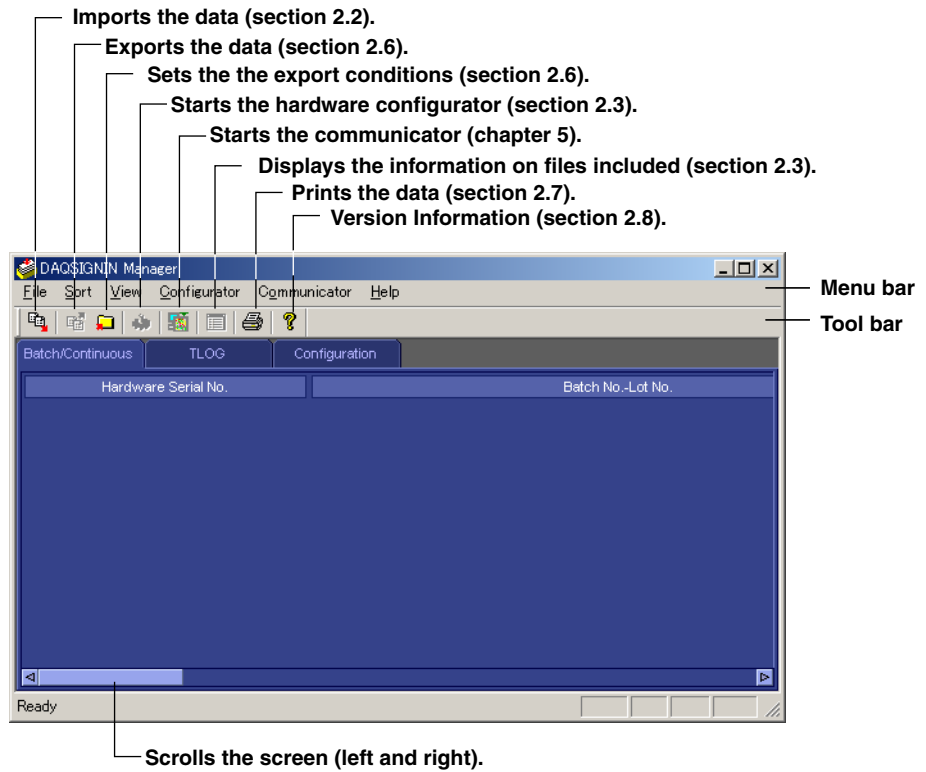 Imports the data (section 2.2).
Exports the data (section 2.6).
Sets the the export conditions (section 2.6).
Starts the hardware configurator (section 2.3).
Starts the communicator (chapter 5).
Displays the information on files included (section 2.3).
Prints the data (section 2.7).
Version Information (section 2.8).
DAQSIGNIN Manager
File Sort View Configurator Communicator Help
Menu bar
Tool bar
Batch/Continuous TLOG Configuration
Hardware Serial No. Batch No.-Lot No.
Ready
Scrolls the screen (left and right).